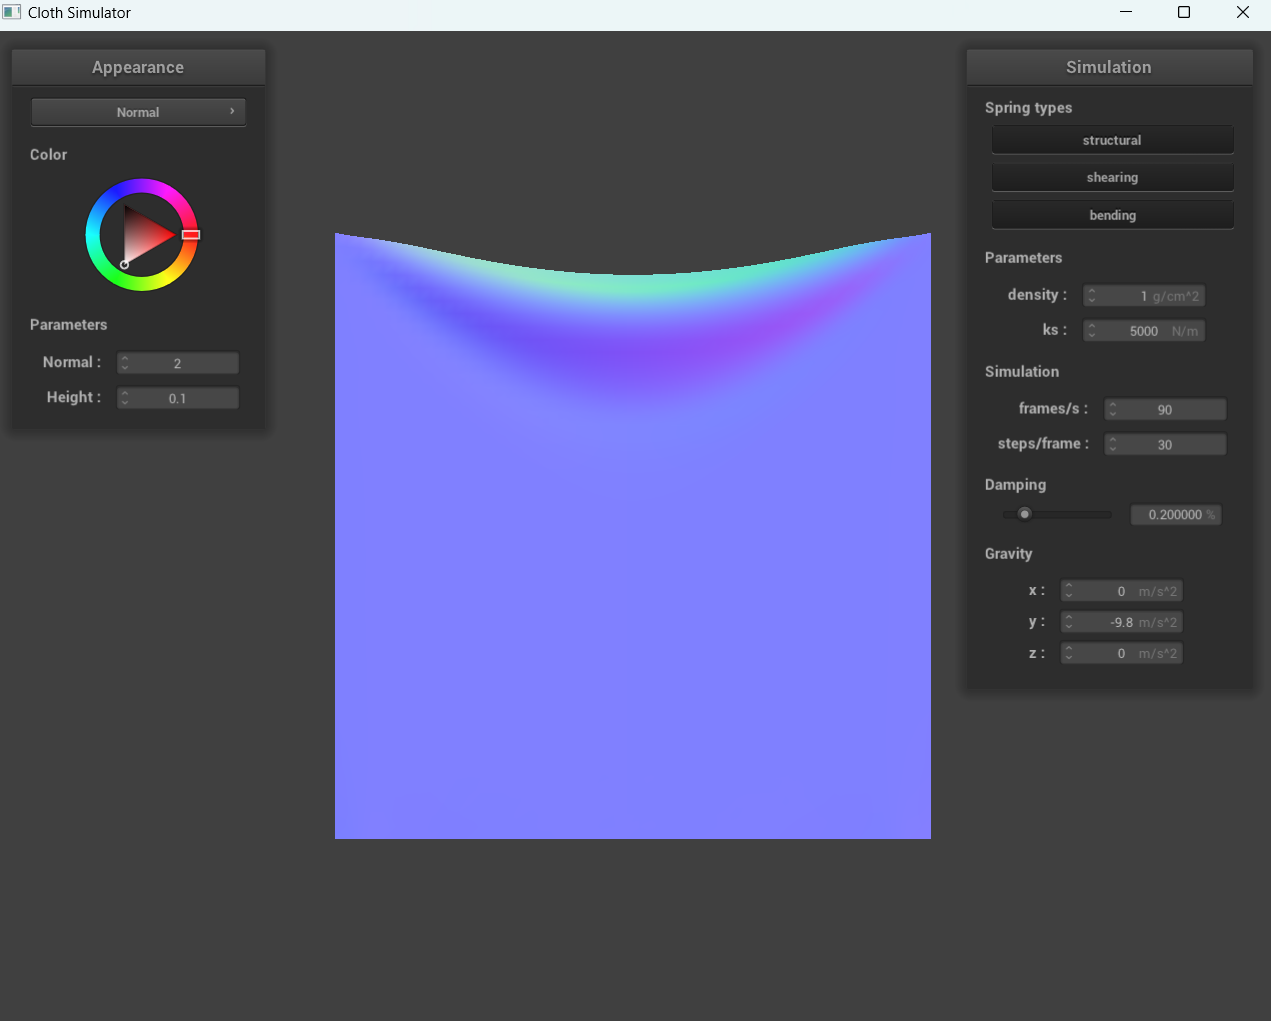 Cloth Simulator
Appearance
Normal
Color
Parameters
Normal : 2
Height : 0.1
Simulation
Spring types
structural
shearing
bending
Parameters
density : 1 g/cm^2
ks : 5000 N/m
Simulation
frames/s : 90
steps/frame : 30
Damping
0.200000 %
Gravity
x : 0 m/s^2
y : -9.8 m/s^2
z : 0 m/s^2